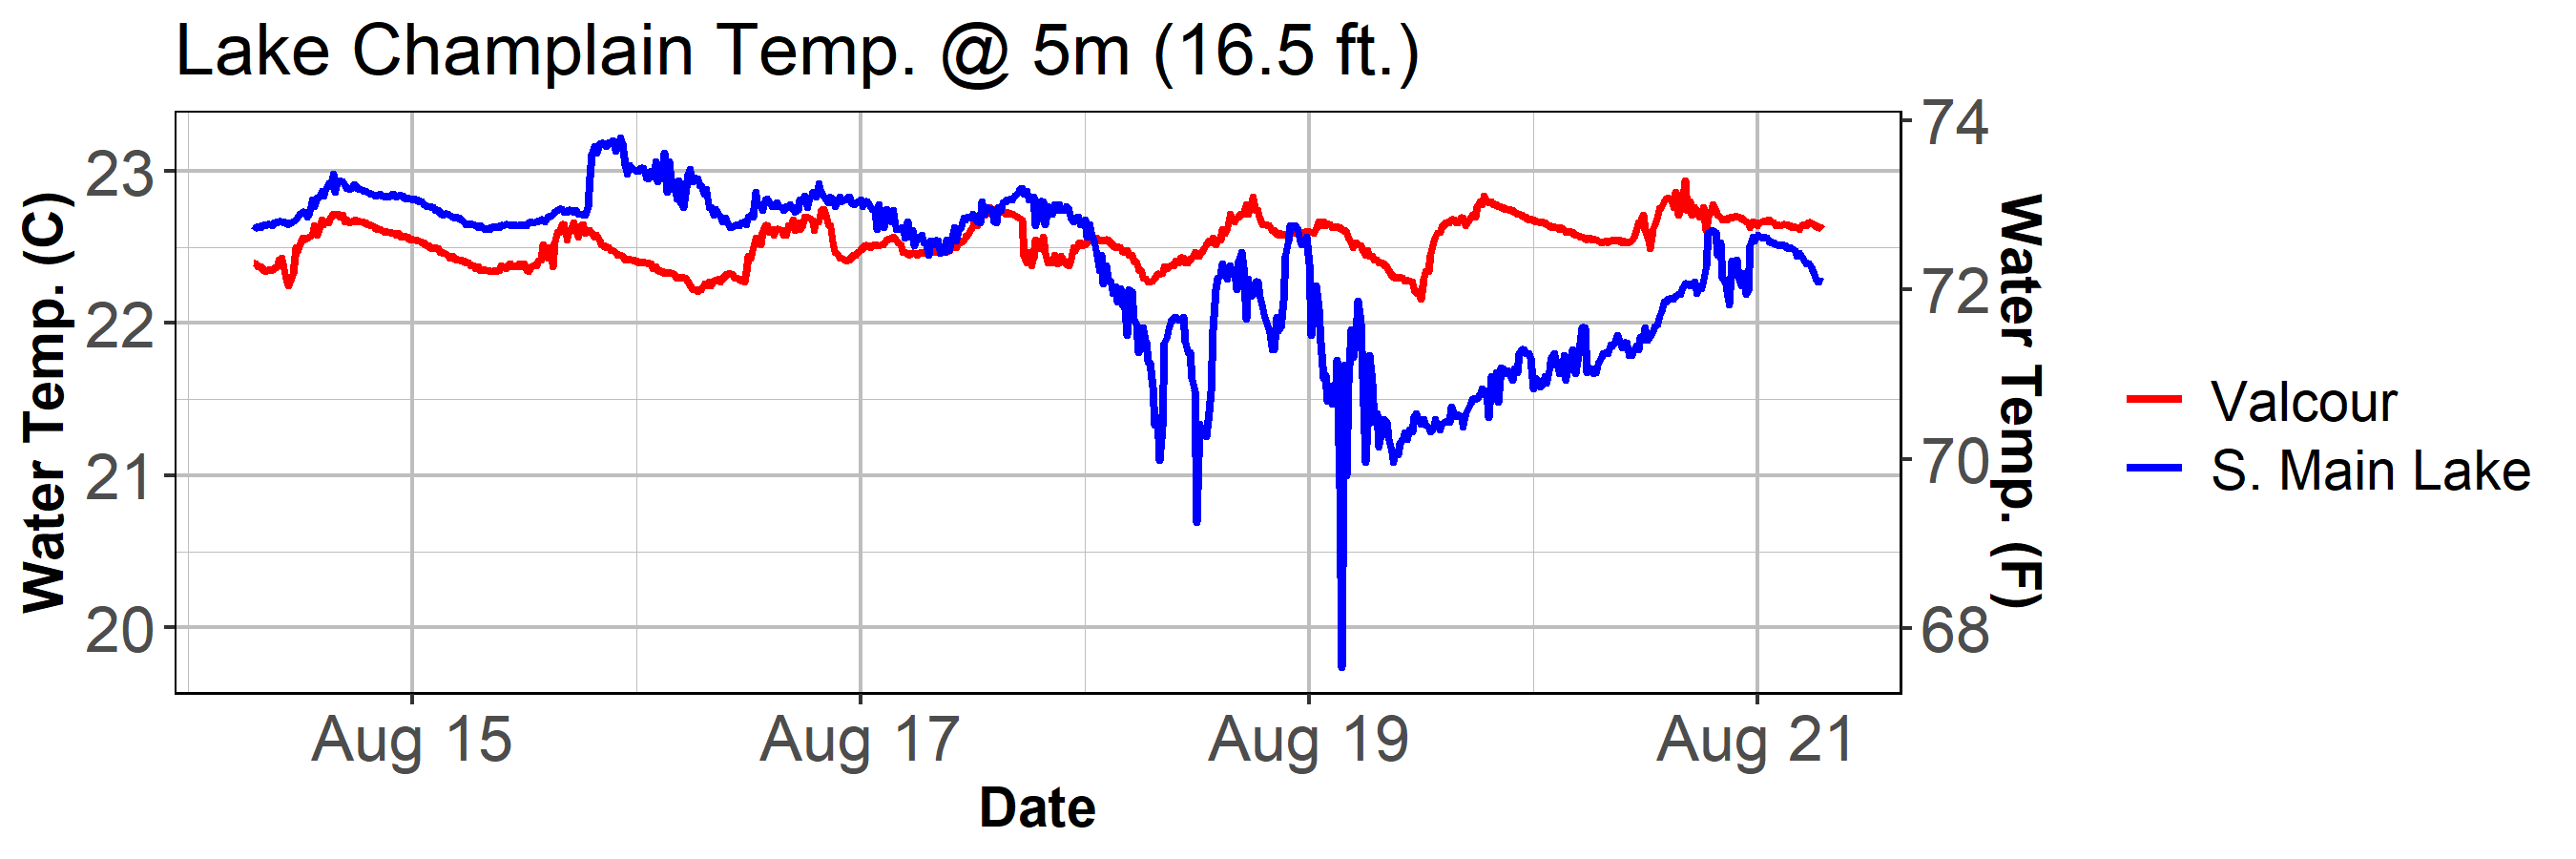 Lake Champlain Temp. @ 5m (16.5 ft.)
Water Temp. (C)
23
22
21
20
74
72
70
68
Water Temp. (F)
Aug 15
Aug 17
Aug 19
Aug 21
Date
Valcour
S. Main Lake